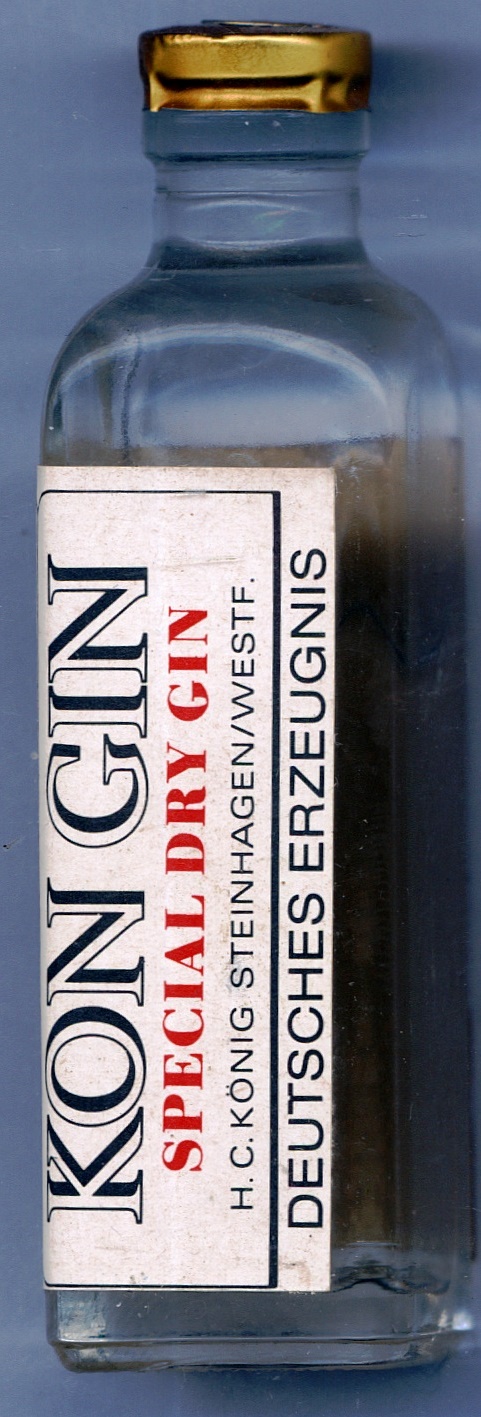 KON GIN
SPECIAL DRY GIN
H.C. KÖNIG STEINHAGEN/WESTF.
DEUTSCHES ERZEUGNIS